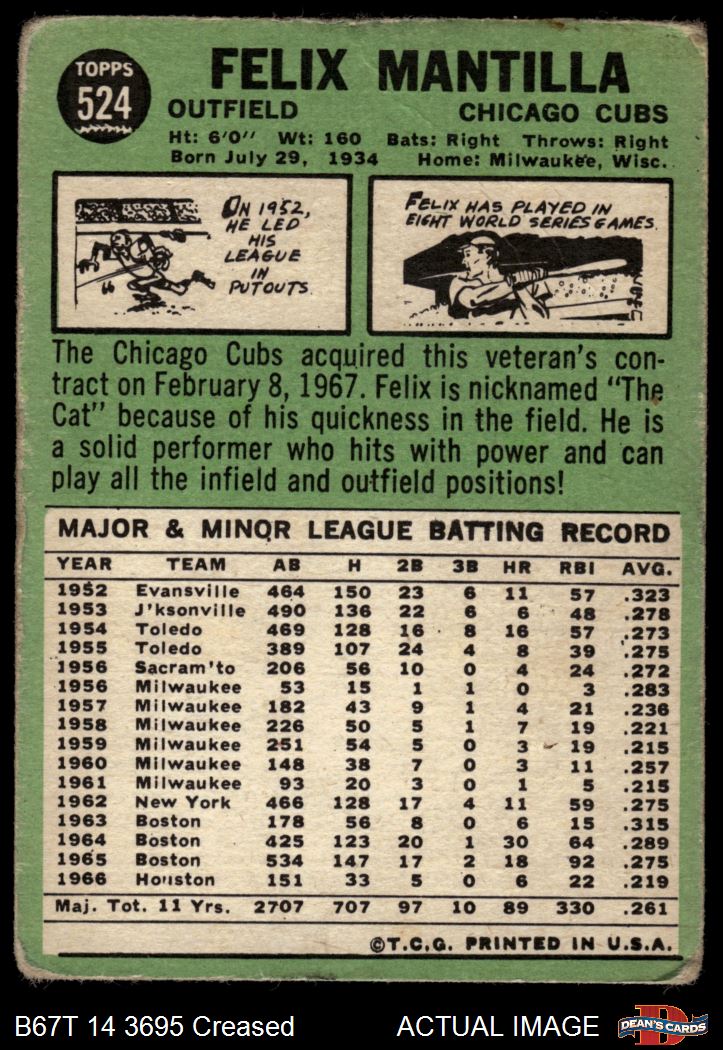 TOPPS
524
FELIX MANTILLA
OUTFIELD CHICAGO CUBS
Ht: 6'0" Wt: 160 Bats: Right Throws: Right
Born July 29, 1934 Home: Milwaukee, Wisc.
IN 1952,
HE LED
HIS
LEAGUE
IN
PUTOUTS.
FELIX HAS PLAYED IN
EIGHT WORLD SERIES GAMES.
The Chicago Cubs acquired this veteran's con-
tract on February 8, 1967. Felix is nicknamed "The
Cat" because of his quickness in the field. He is
a solid performer who hits with power and can
play all the infield and outfield positions!
MAJOR & MINOR LEAGUE BATTING RECORD
YEAR TEAM AB H 2B 3B HR RBI AVG.
1952 Evansville 464 150 23 6 11 57 .323
1953 J'ksonville 490 136 22 6 6 48 .278
1954 Toledo 469 128 16 8 16 57 .273
1955 Toledo 389 107 24 4 8 39 .275
1956 Sacram'to 206 56 10 0 4 24 .272
1956 Milwaukee 53 15 1 1 0 3 .283
1957 Milwaukee 182 43 9 1 4 21 .236
1958 Milwaukee 226 50 5 1 7 19 .221
1959 Milwaukee 251 54 5 0 3 19 .215
1960 Milwaukee 148 38 7 0 3 11 .257
1961 Milwaukee 93 20 3 0 1 5 .215
1962 New York 466 128 17 4 11 59 .275
1963 Boston 178 56 8 0 6 15 .315
1964 Boston 425 123 20 1 30 64 .289
1965 Boston 534 147 17 2 18 92 .275
1966 Houston 151 33 5 0 6 22 .219
Maj. Tot. 11 Yrs. 2707 707 97 10 89 330 .261
©T.C.G. PRINTED IN U.S.A.
B67T 14 3695 Creased ACTUAL IMAGE
D
DEAN'S CARDS